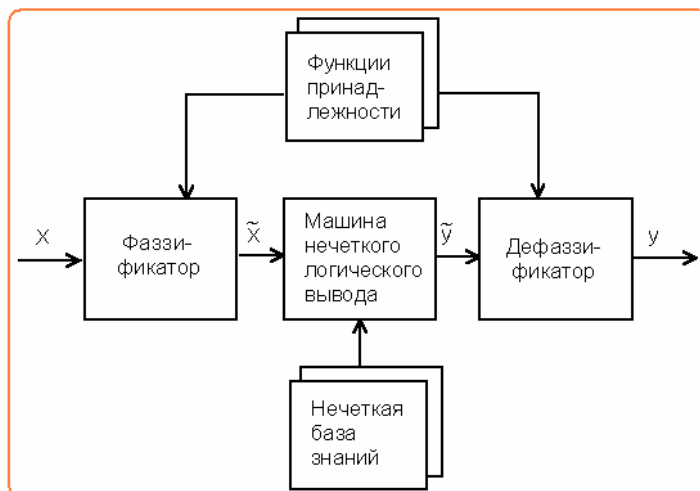 Функции
принад-
лежности
X
Фаззи-
фикатор
x̃
Машина
нечеткого
логического
вывода
ỹ
Дефаззи-
фикатор
y
Нечеткая
база
знаний